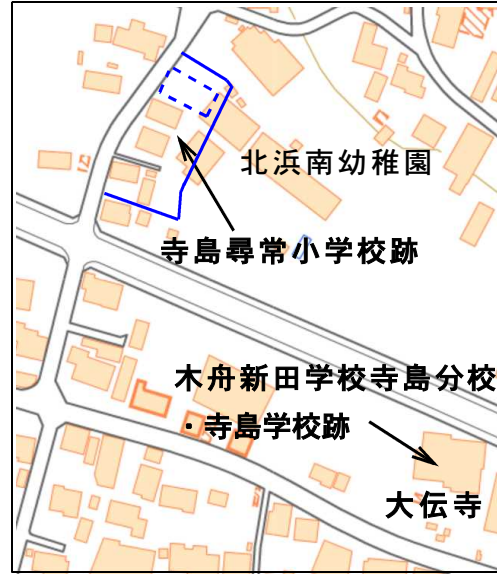 北浜南幼稚園
寺島尋常小学校跡
木舟新田学校寺島分校
・寺島学校跡
大伝寺